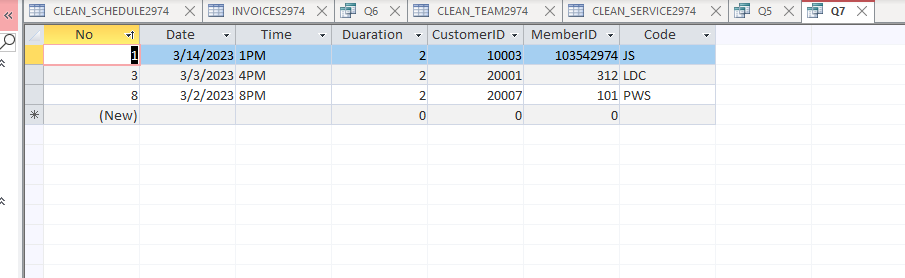 CLEAN_SCHEDULE2974 INVOICES2974 Q6 CLEAN_TEAM2974 CLEAN_SERVICE2974 Q5 Q7
No Date Time Duaration CustomerID MemberID Code
1 3/14/2023 1PM 2 10003 103542974 JS
3 3/3/2023 4PM 2 20001 312 LDC
8 3/2/2023 8PM 2 20007 101 PWS
(New) 0 0 0